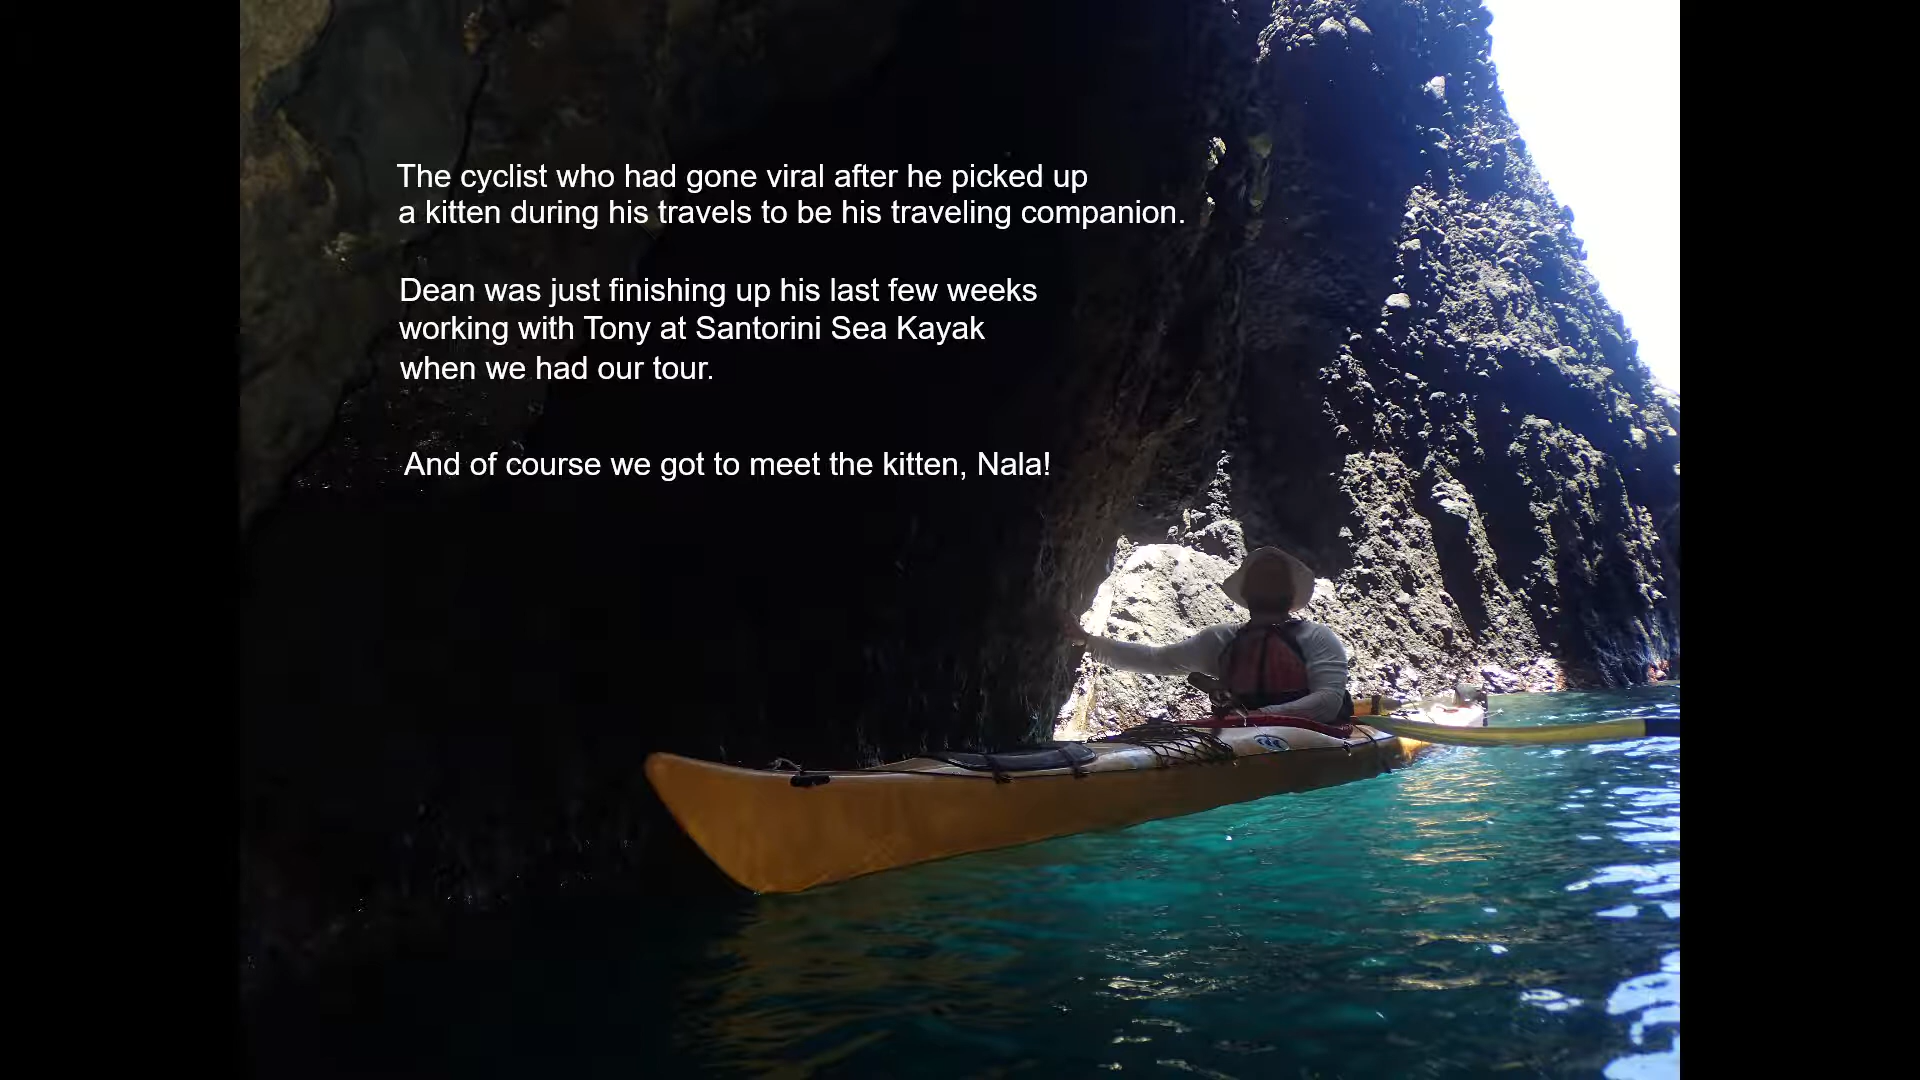 The cyclist who had gone viral after he picked up
a kitten during his travels to be his traveling companion.
Dean was just finishing up his last few weeks
working with Tony at Santorini Sea Kayak
when we had our tour.
And of course we got to meet the kitten, Nala!